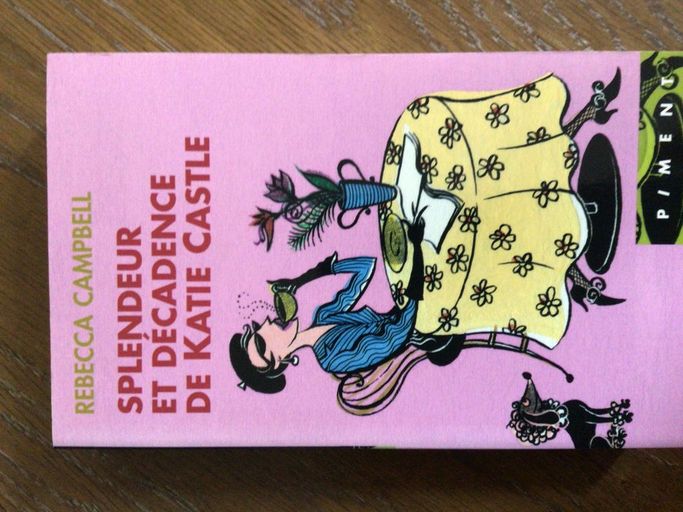 REBECCA CAMPBELL
SPLENDEUR
ET DÉCADENCE
DE KATIE CASTLE
PIMENT